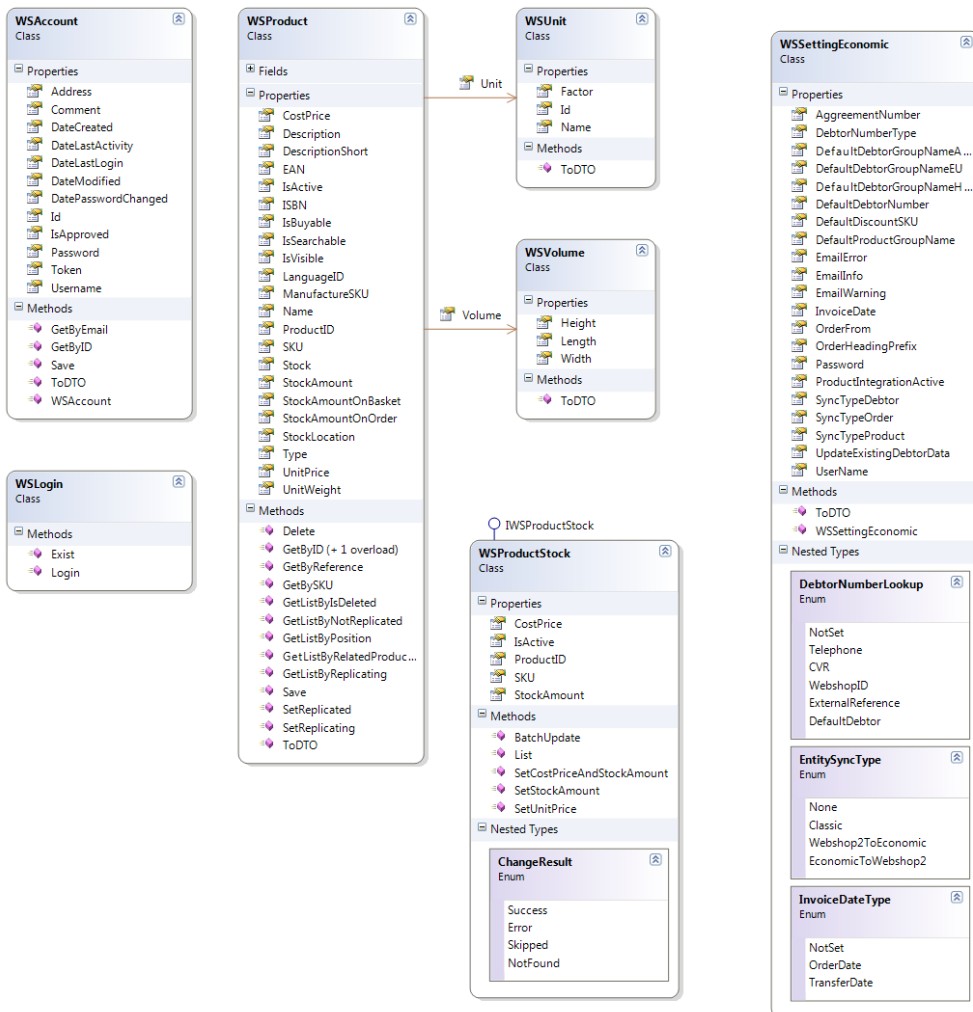 WSAccount
Class
Properties
Address
Comment
DateCreated
DateLastActivity
DateLastLogin
DateModified
DatePasswordChanged
Id
IsApproved
Password
Token
Username
Methods
GetByEmail
GetByID
Save
ToDTO
WSAccount
WSLogin
Class
Methods
Exist
Login
WSProduct
Class
Fields
Properties
CostPrice
Description
DescriptionShort
EAN
IsActive
ISBN
IsBuyable
IsSearchable
IsVisible
LanguageID
ManufactureSKU
Name
ProductID
SKU
Stock
StockAmount
StockAmountOnBasket
StockAmountOnOrder
StockLocation
Type
UnitPrice
UnitWeight
Methods
Delete
GetByID (+ 1 overload)
GetByReference
GetBySKU
GetListByIsDeleted
GetListByNotReplicated
GetListByPosition
GetListByRelatedProduc...
GetListByReplicating
Save
SetReplicated
SetReplicating
ToDTO
Unit
Volume
WSUnit
Class
Properties
Factor
Id
Name
Methods
ToDTO
WSVolume
Class
Properties
Height
Length
Width
Methods
ToDTO
IWSProductStock
WSProductStock
Class
Properties
CostPrice
IsActive
ProductID
SKU
StockAmount
Methods
BatchUpdate
List
SetCostPriceAndStockAmount
SetStockAmount
SetUnitPrice
Nested Types
ChangeResult
Enum
Success
Error
Skipped
NotFound
WSSettingEconomic
Class
Properties
AggreementNumber
DebtorNumberType
DefaultDebtorGroupNameA...
DefaultDebtorGroupNameEU
DefaultDebtorGroupNameH...
DefaultDebtorNumber
DefaultDiscountSKU
DefaultProductGroupName
EmailError
EmailInfo
EmailWarning
InvoiceDate
OrderFrom
OrderHeadingPrefix
Password
ProductIntegrationActive
SyncTypeDebtor
SyncTypeOrder
SyncTypeProduct
UpdateExistingDebtorData
UserName
Methods
ToDTO
WSSettingEconomic
Nested Types
DebtorNumberLookup
Enum
NotSet
Telephone
CVR
WebshopID
ExternalReference
DefaultDebtor
EntitySyncType
Enum
None
Classic
Webshop2ToEconomic
EconomicToWebshop2
InvoiceDateType
Enum
NotSet
OrderDate
TransferDate